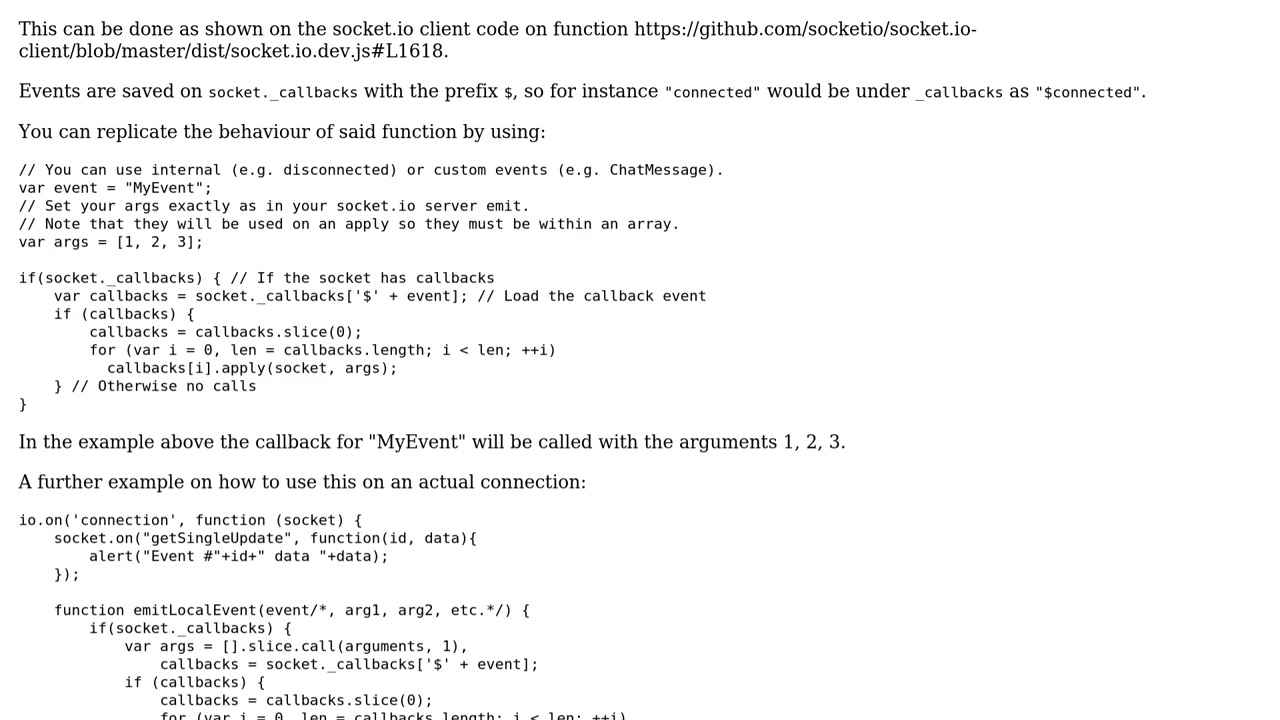 This can be done as shown on the socket.io client code on function https://github.com/socketio/socket.io-
client/blob/master/dist/socket.io.dev.js#L1618.
Events are saved on socket._callbacks with the prefix $, so for instance "connected" would be under _callbacks as "$connected".
You can replicate the behaviour of said function by using:
// You can use internal (e.g. disconnected) or custom events (e.g. ChatMessage).
var event = "MyEvent";
// Set your args exactly as in your socket.io server emit.
// Note that they will be used on an apply so they must be within an array.
var args = [1, 2, 3];
if(socket._callbacks) { // If the socket has callbacks
    var callbacks = socket._callbacks['$' + event]; // Load the callback event
    if (callbacks) {
        callbacks = callbacks.slice(0);
        for (var i = 0, len = callbacks.length; i < len; ++i)
          callbacks[i].apply(socket, args);
    } // Otherwise no calls
}
In the example above the callback for "MyEvent" will be called with the arguments 1, 2, 3.
A further example on how to use this on an actual connection:
io.on('connection', function (socket) {
    socket.on("getSingleUpdate", function(id, data){
        alert("Event #"+id+" data "+data);
    });
    function emitLocalEvent(event/*, arg1, arg2, etc.*/) {
        if(socket._callbacks) {
            var args = [].slice.call(arguments, 1),
                callbacks = socket._callbacks['$' + event];
            if (callbacks) {
                callbacks = callbacks.slice(0);
                for (var i = 0, len = callbacks.length; i < len; ++i)